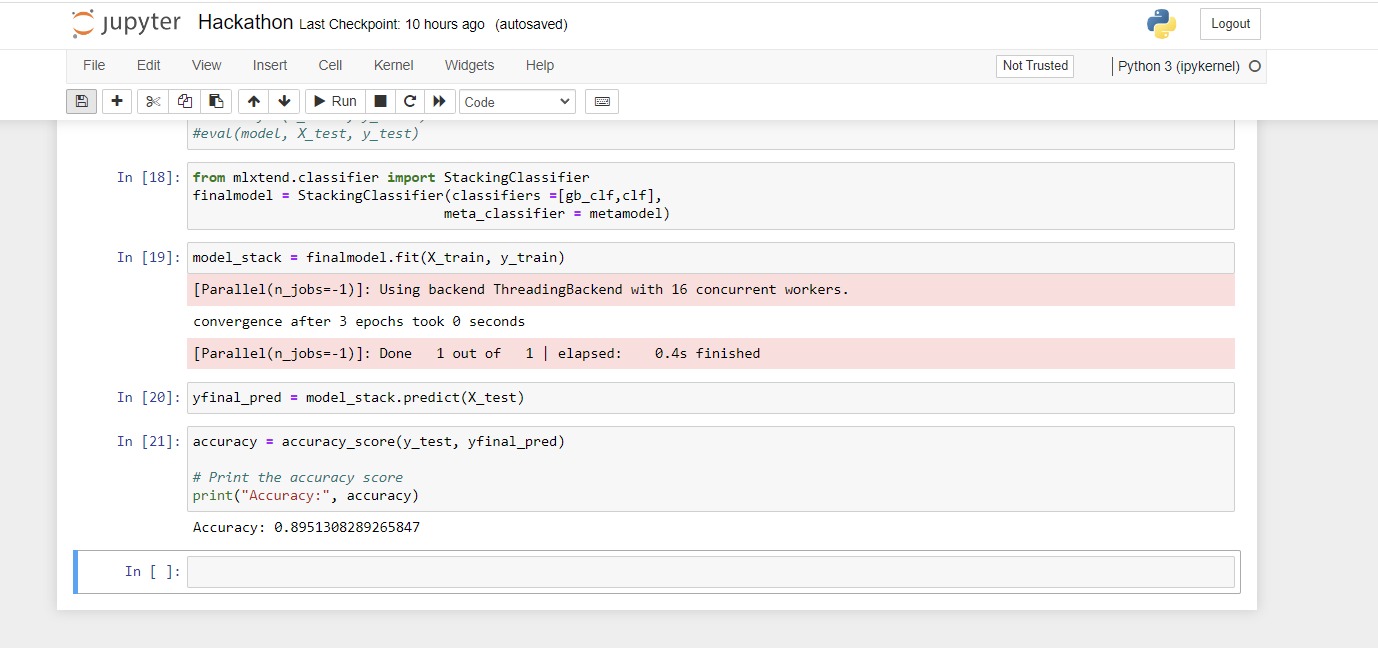 jupyter Hackathon Last Checkpoint: 10 hours ago (autosaved)
Logout
File Edit View Insert Cell Kernel Widgets Help
Not Trusted
Python 3 (ipykernel)
Run
Code
#eval(model, X_test, y_test)
In [18]: from mlxtend.classifier import StackingClassifier
finalmodel = StackingClassifier(classifiers =[gb_clf,clf],
meta_classifier = metamodel)
In [19]: model_stack = finalmodel.fit(X_train, y_train)
[Parallel(n_jobs=-1)]: Using backend ThreadingBackend with 16 concurrent workers.
convergence after 3 epochs took 0 seconds
[Parallel(n_jobs=-1)]: Done   1 out of   1 | elapsed:    0.4s finished
In [20]: yfinal_pred = model_stack.predict(X_test)
In [21]: accuracy = accuracy_score(y_test, yfinal_pred)
# Print the accuracy score
print("Accuracy:", accuracy)
Accuracy: 0.8951308289265847
In [ ]: